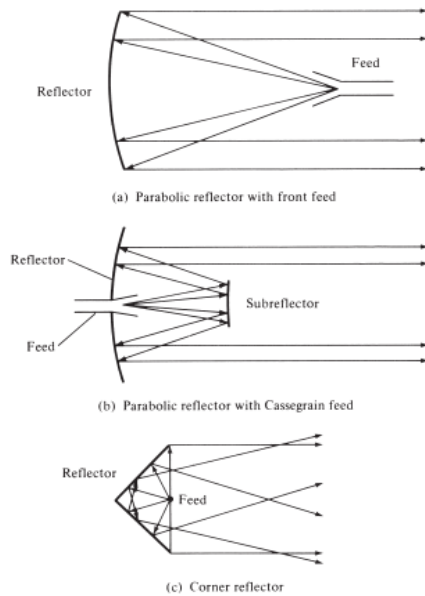 Feed
Reflector
(a) Parabolic reflector with front feed
Reflector
Subreflector
Feed
(b) Parabolic reflector with Cassegrain feed
Reflector
Feed
(c) Corner reflector